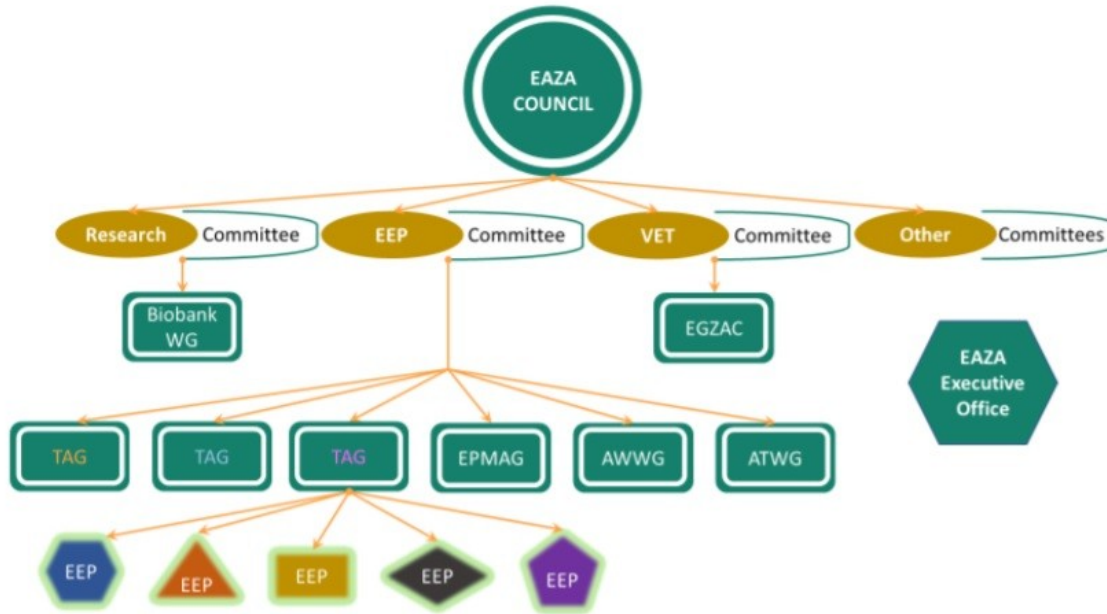 EAZA
COUNCIL
Research Committee
EEP Committee
VET Committee
Other Committees
Biobank
WG
EGZAC
EAZA
Executive
Office
TAG
TAG
TAG
EPMAG
AWWG
ATWG
EEP
EEP
EEP
EEP
EEP